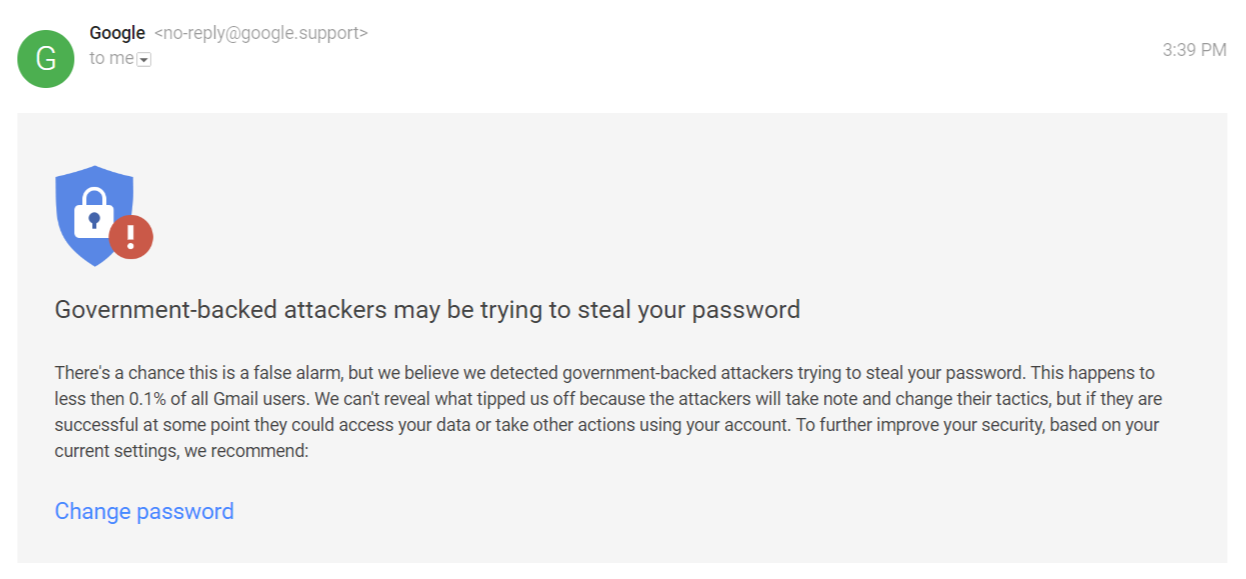 Google <no-reply@google.support>
to me
3:39 PM
G
Government-backed attackers may be trying to steal your password
There's a chance this is a false alarm, but we believe we detected government-backed attackers trying to steal your password. This happens to
less then 0.1% of all Gmail users. We can't reveal what tipped us off because the attackers will take note and change their tactics, but if they are
successful at some point they could access your data or take other actions using your account. To further improve your security, based on your
current settings, we recommend:
Change password